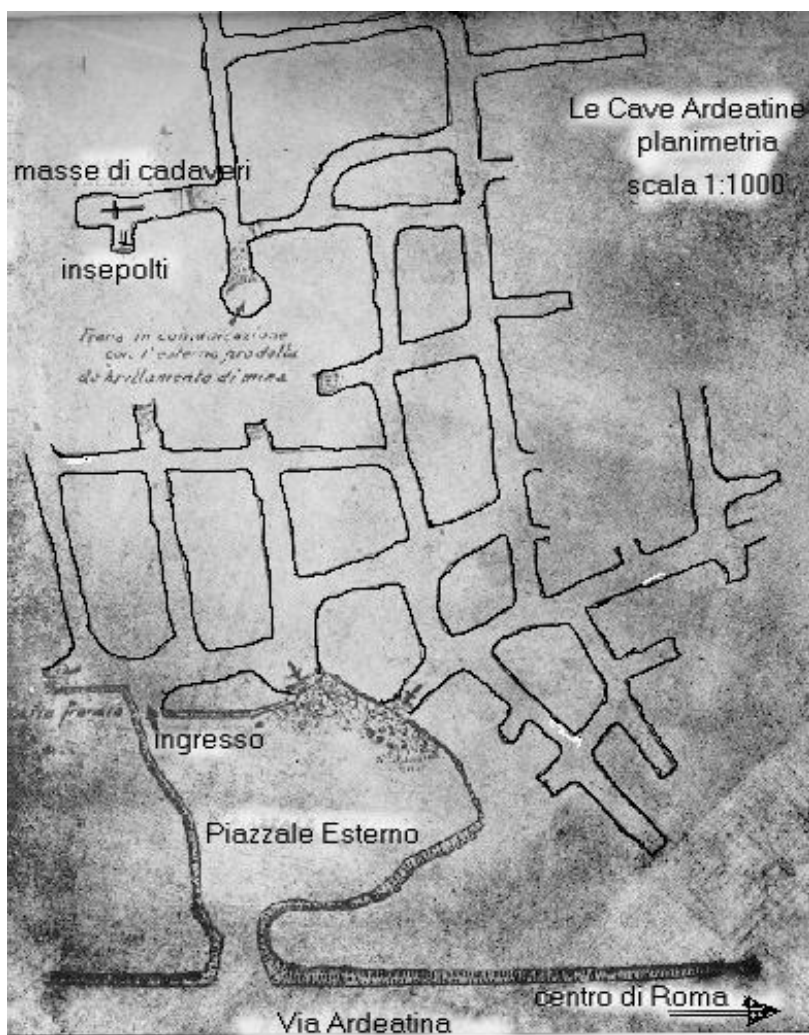 Le Cave Ardeatine
planimetria
scala 1:1000
masse di cadaveri
insepolti
Frana in comunicazione
con l'esterno prodotta
da brillamento di mina
ingresso
Piazzale Esterno
centro di Roma
Via Ardeatina